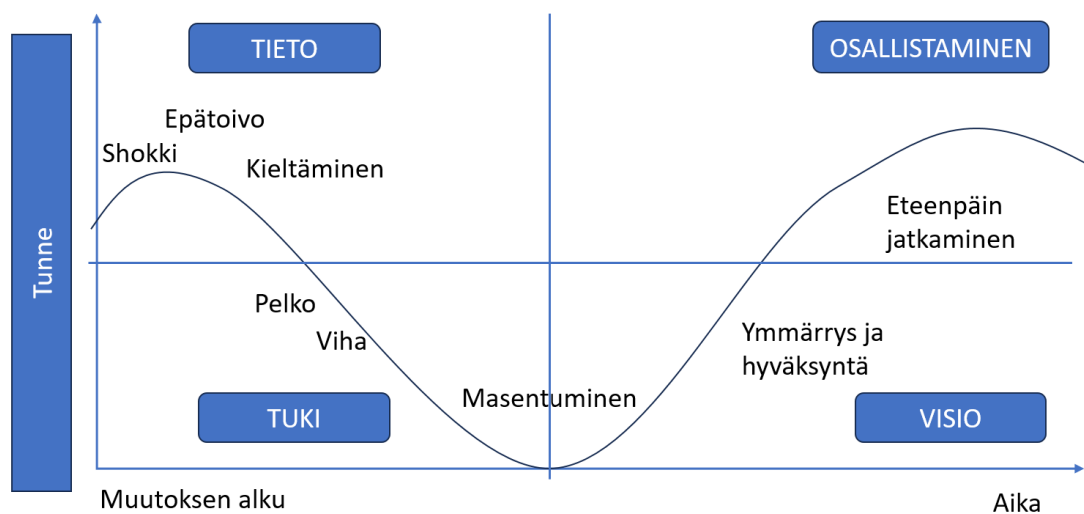 TIETO
OSALLISTAMINEN
Epätoivo
Shokki
Kieltäminen
Eteenpäin
jatkaminen
Tunne
Pelko
Viha
Ymmärrys ja
hyväksyntä
Masentuminen
TUKI
VISIO
Muutoksen alku
Aika